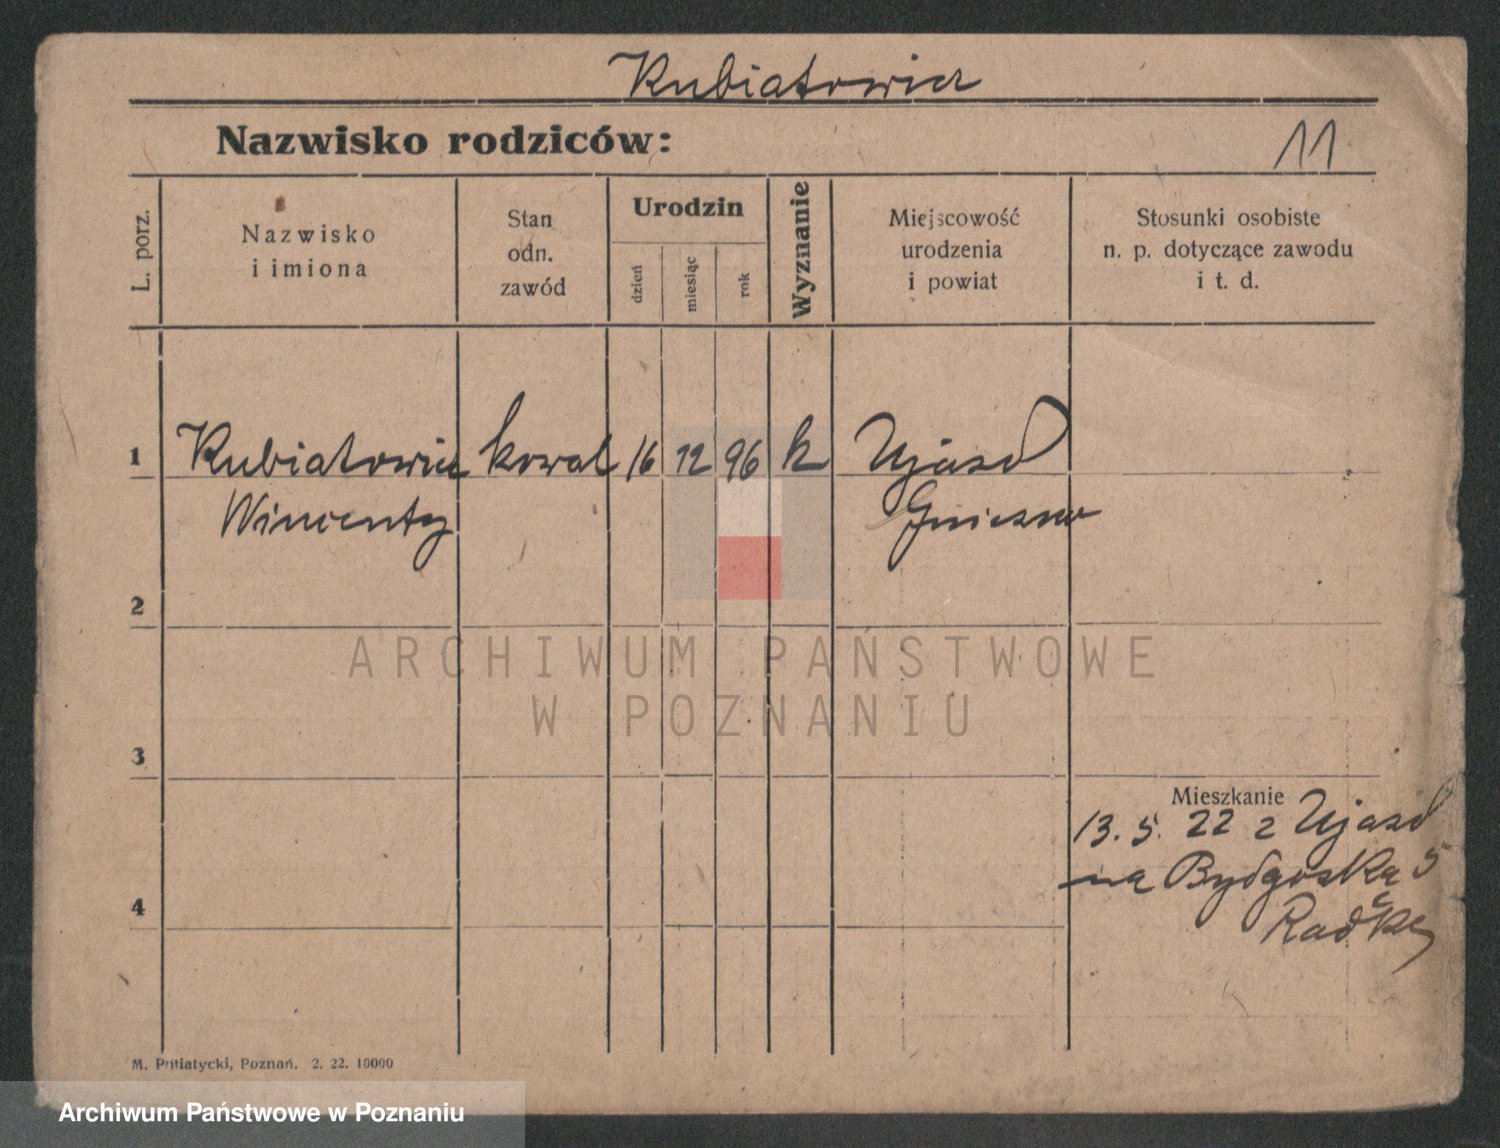 Kubiatowicz
Nazwisko rodziców:
11
L. porz.
Nazwisko
i imiona
Stan
odn.
zawód
Urodzin
dzień
miesiąc
rok
Wyznanie
Miejscowość
urodzenia
i powiat
Stosunki osobiste
n. p. dotyczące zawodu
i t. d.
1 Kubiatowicz kowal 16 12 96 k Ujazd
Wincenty Gniezno
2
ARCHIWUM PAŃSTWOWE
W POZNANIU
3
Mieszkanie
13. 5. 22 z Ujazd
na Bydgoską 5
4
M. Putiatycki, Poznań. 2. 22. 10000
Archiwum Państwowe w Poznaniu